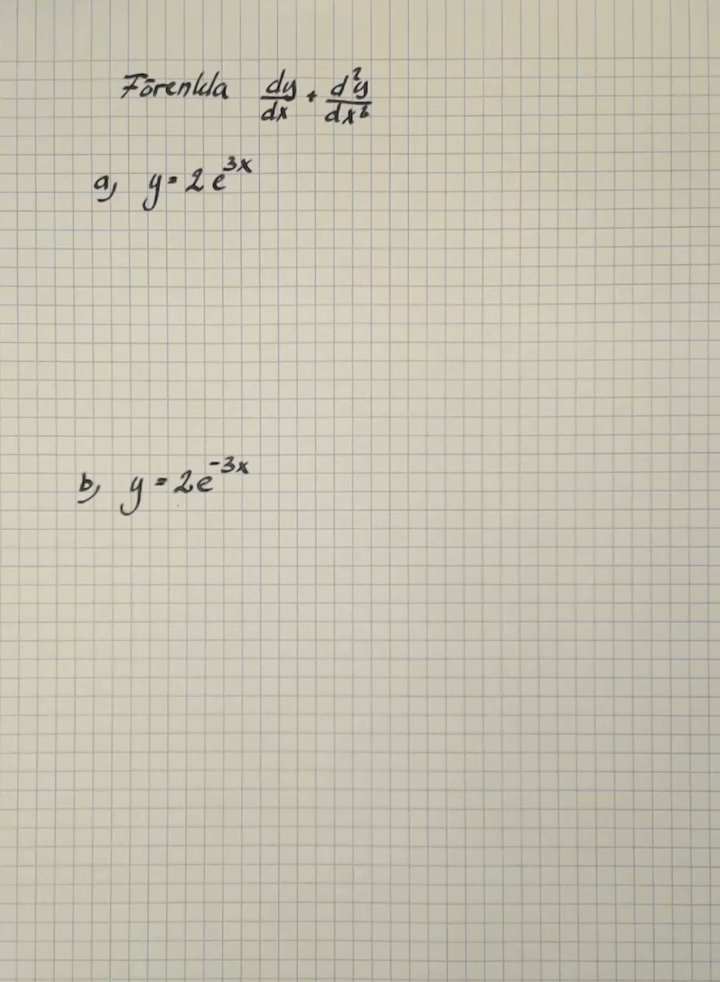 Förenkla dy/dx + d²y/dx²
a) y = 2e^3x
b) y = 2e^-3x